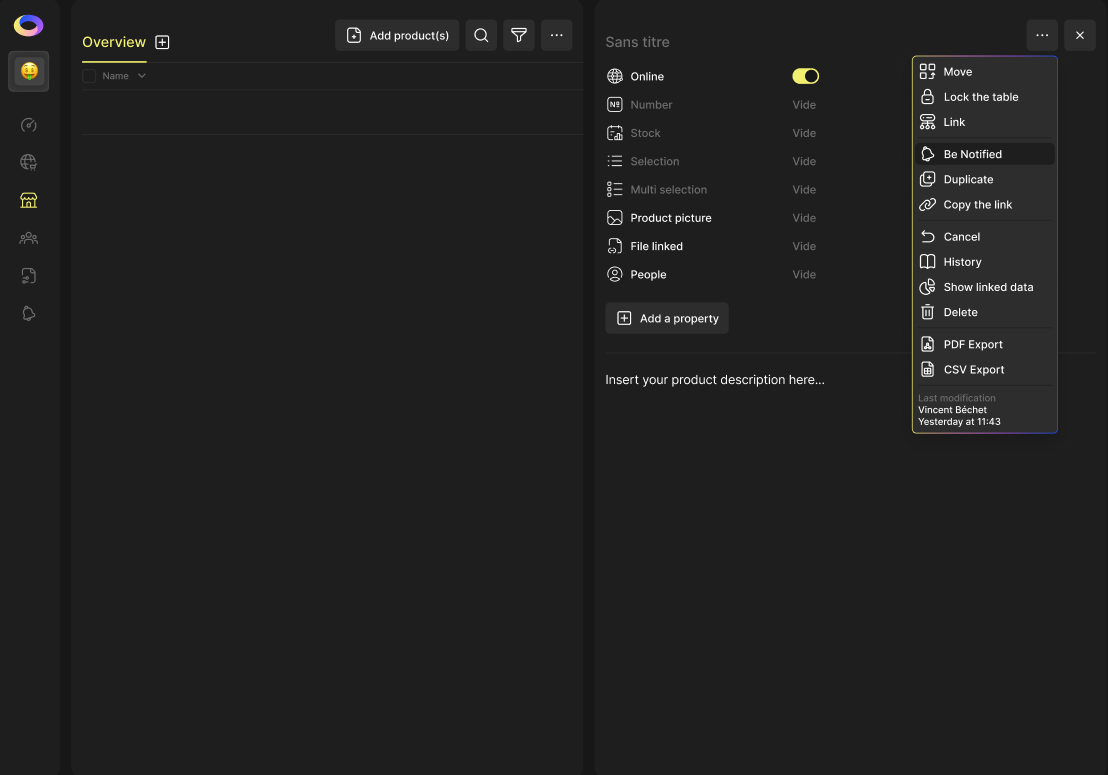 Overview
Add product(s)
Name
Sans titre
Online
Number
Vide
Stock
Vide
Selection
Vide
Multi selection
Vide
Product picture
Vide
File linked
Vide
People
Vide
Add a property
Insert your product description here...
Move
Lock the table
Link
Be Notified
Duplicate
Copy the link
Cancel
History
Show linked data
Delete
PDF Export
CSV Export
Last modification
Vincent Béchet
Yesterday at 11:43